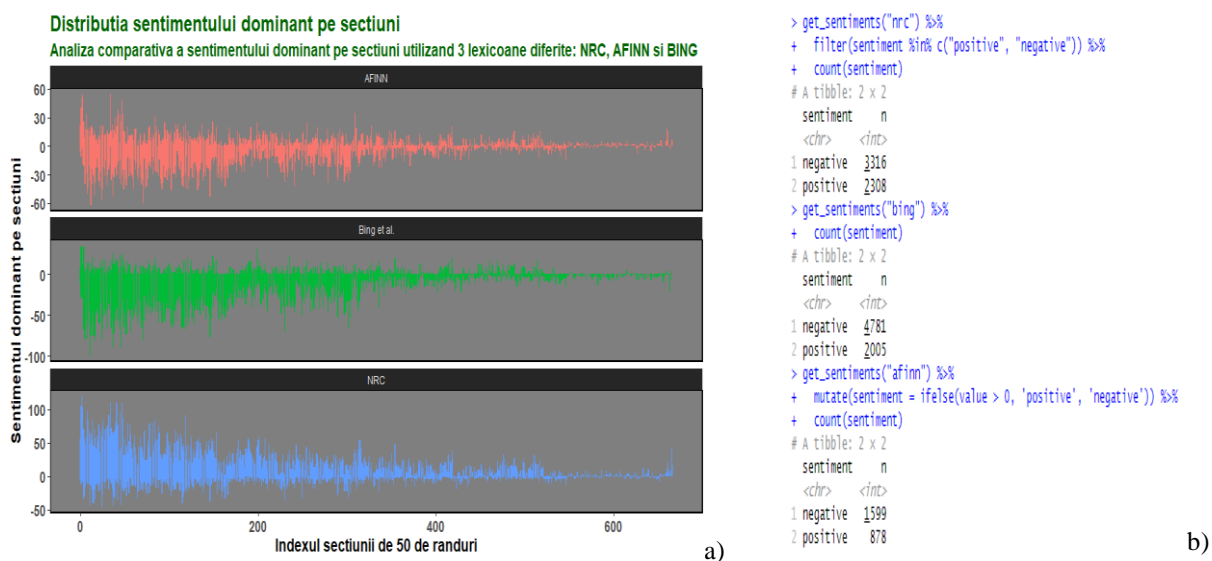 Distributia sentimentului dominant pe sectiuni
Analiza comparativa a sentimentului dominant pe sectiuni utilizand 3 lexicoane diferite: NRC, AFINN si BING
Sentimentul dominant pe sectiuni
AFINN
60
30
0
-30
-60
Bing et al.
0
-50
-100
NRC
100
50
0
-50
0
200
400
600
Indexul sectiunii de 50 de randuri
a)
> get_sentiments("nrc") %>%
+ filter(sentiment %in% c("positive", "negative")) %>%
+ count(sentiment)
# A tibble: 2 x 2
sentiment n
<chr> <int>
1 negative 3316
2 positive 2308
> get_sentiments("bing") %>%
+ count(sentiment)
# A tibble: 2 x 2
sentiment n
<chr> <int>
1 negative 4781
2 positive 2005
> get_sentiments("afinn") %>%
+ mutate(sentiment = ifelse(value > 0, 'positive', 'negative')) %>%
+ count(sentiment)
# A tibble: 2 x 2
sentiment n
<chr> <int>
1 negative 1599
2 positive 878
b)